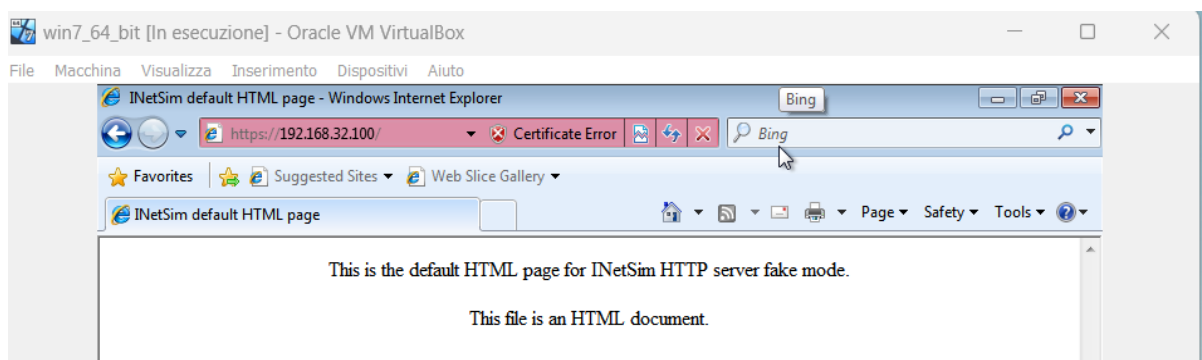 win7_64_bit [In esecuzione] - Oracle VM VirtualBox
File Macchina Visualizza Inserimento Dispositivi Aiuto
INetSim default HTML page - Windows Internet Explorer
Bing
https://192.168.32.100/ Certificate Error Bing
Favorites Suggested Sites Web Slice Gallery
INetSim default HTML page Page Safety Tools
This is the default HTML page for INetSim HTTP server fake mode.
This file is an HTML document.